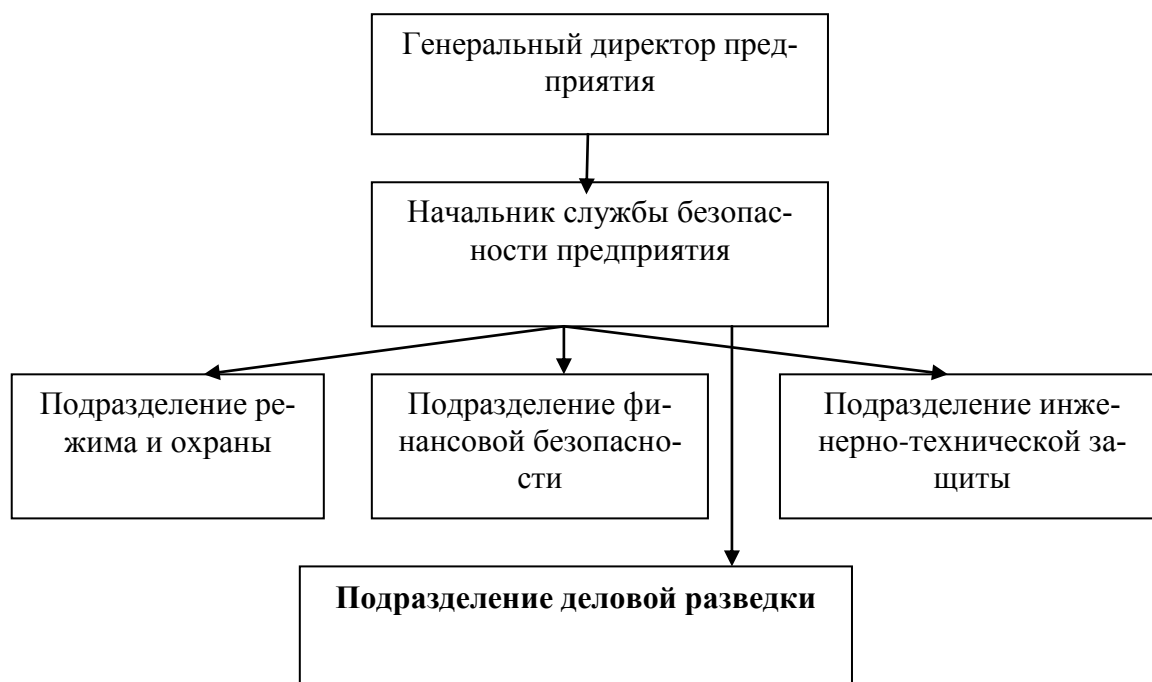 Генеральный директор пред-
приятия
Начальник службы безопас-
ности предприятия
Подразделение ре-
жима и охраны
Подразделение фи-
нансовой безопасно-
сти
Подразделение инже-
нерно-технической за-
щиты
Подразделение деловой разведки